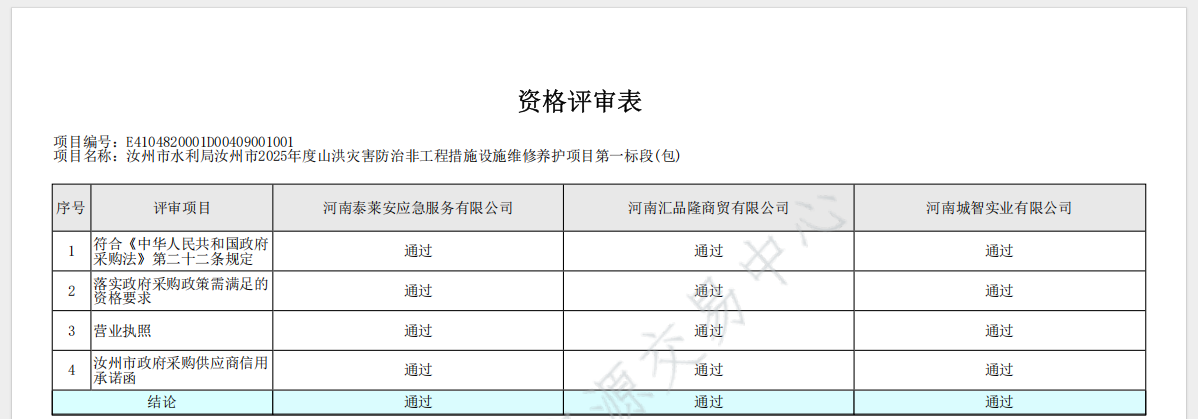 资格评审表
项目编号：E4104820001D00409001001
项目名称：汝州市水利局汝州市2025年度山洪灾害防治非工程措施设施维修养护项目第一标段(包)
序号 评审项目 河南泰莱安应急服务有限公司 河南汇品隆商贸有限公司 河南城智实业有限公司
1 符合《中华人民共和国政府采购法》第二十二条规定 通过 通过 通过
2 落实政府采购政策需满足的资格要求 通过 通过 通过
3 营业执照 通过 通过 通过
4 汝州市政府采购供应商信用承诺函 通过 通过 通过
结论 通过 通过 通过
源交易中心